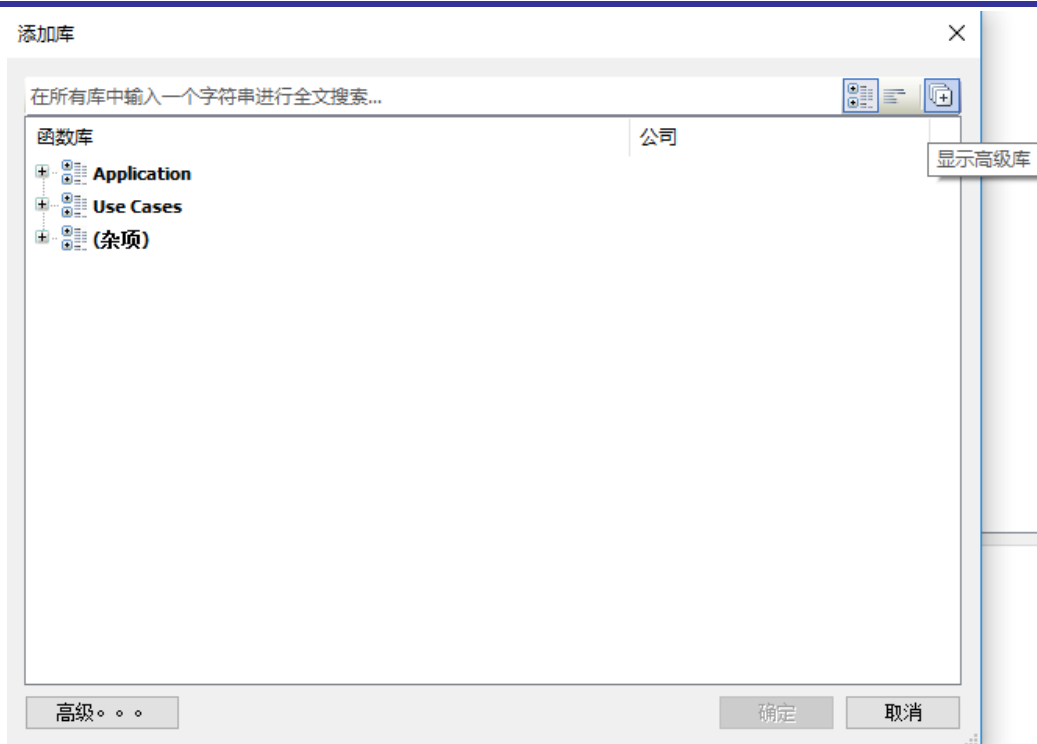 添加库
在所有库中输入一个字符串进行全文搜索...
函数库 公司
显示高级库
Application
Use Cases
(杂项)
高级。。。 确定 取消